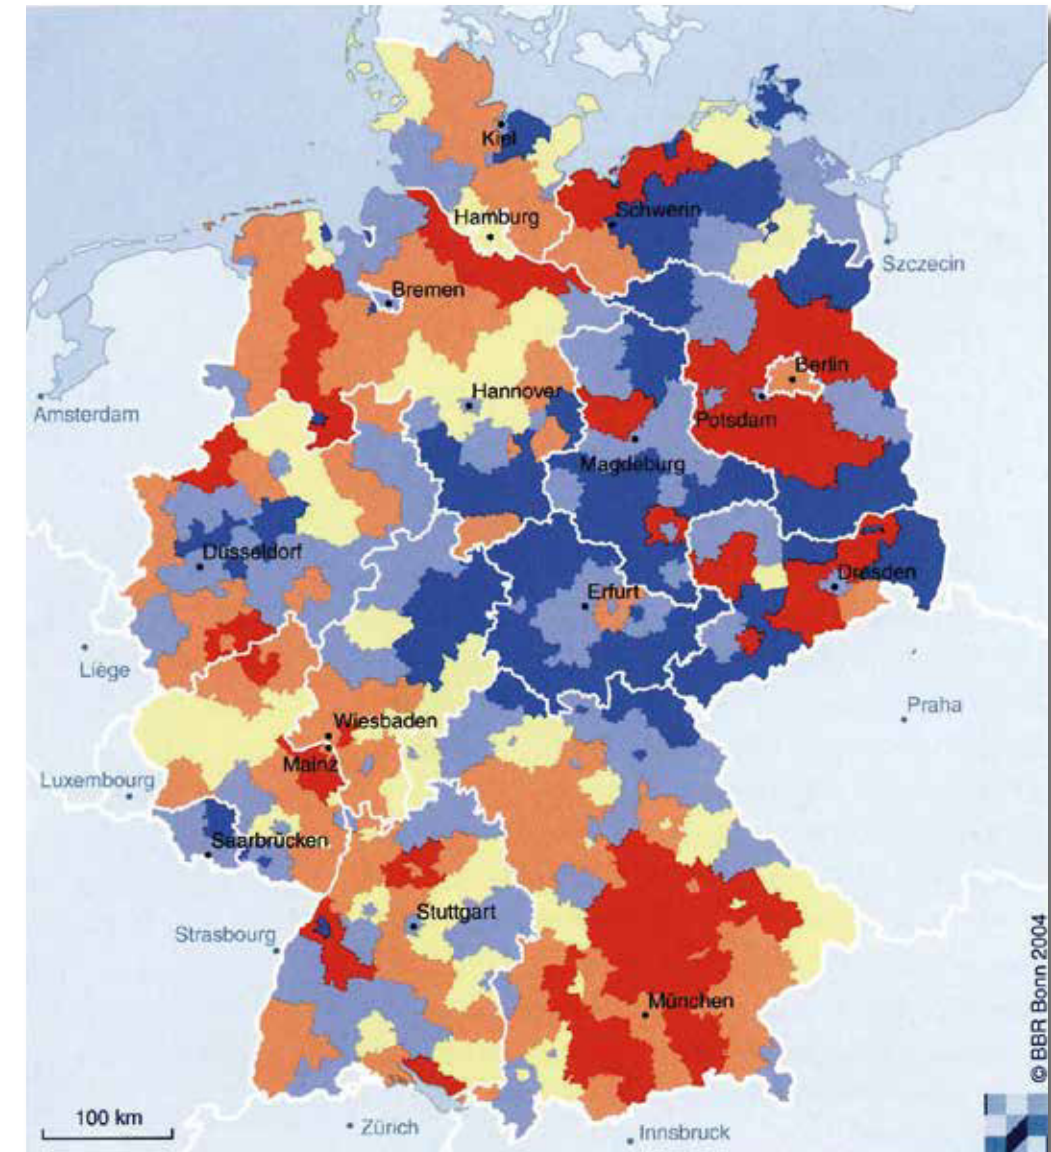 Kiel
Hamburg
Schwerin
Szczecin
Bremen
Berlin
Hannover
Amsterdam
Potsdam
Magdeburg
Düsseldorf
Dresden
Erfurt
Liège
Praha
Wiesbaden
Mainz
Luxembourg
Saarbrücken
Stuttgart
Strasbourg
München
© BBR Bonn 2004
100 km
Zürich
Innsbruck